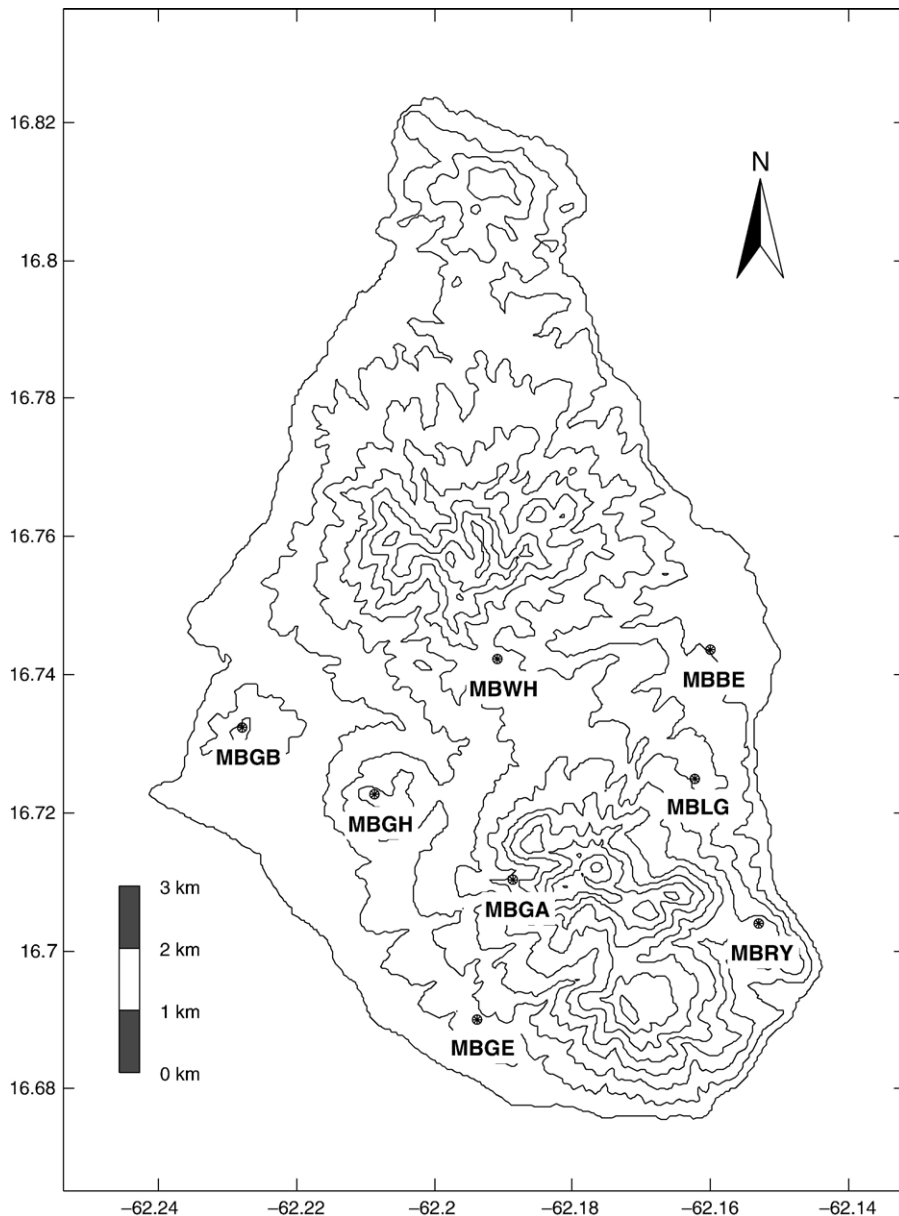 16.82
N
16.8
16.78
16.76
16.74
MBWH
MBBE
MBGB
MBLG
16.72
MBGH
3 km
MBGA
2 km
16.7
MBRY
1 km
MBGE
16.68
0 km
−62.24 −62.22 −62.2 −62.18 −62.16 −62.14